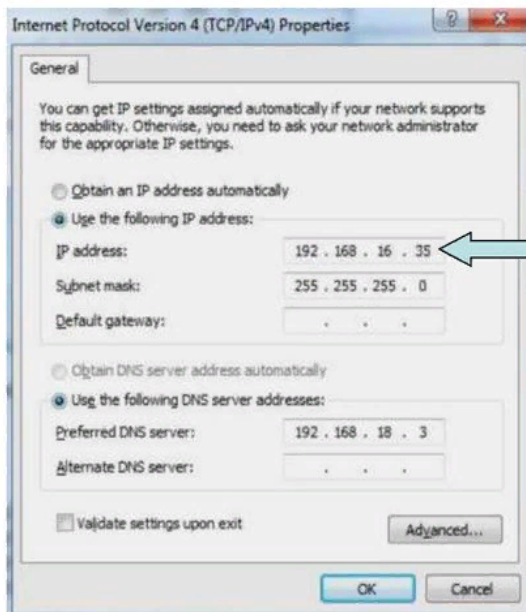 Internet Protocol Version 4 (TCP/IPv4) Properties
General
You can get IP settings assigned automatically if your network supports
this capability. Otherwise, you need to ask your network administrator
for the appropriate IP settings.
Obtain an IP address automatically
Use the following IP address:
IP address: 192 . 168 . 16 . 35
Subnet mask: 255 . 255 . 255 . 0
Default gateway: . . .
Obtain DNS server address automatically
Use the following DNS server addresses:
Preferred DNS server: 192 . 168 . 18 . 3
Alternate DNS server: . . .
Validate settings upon exit
Advanced...
OK Cancel